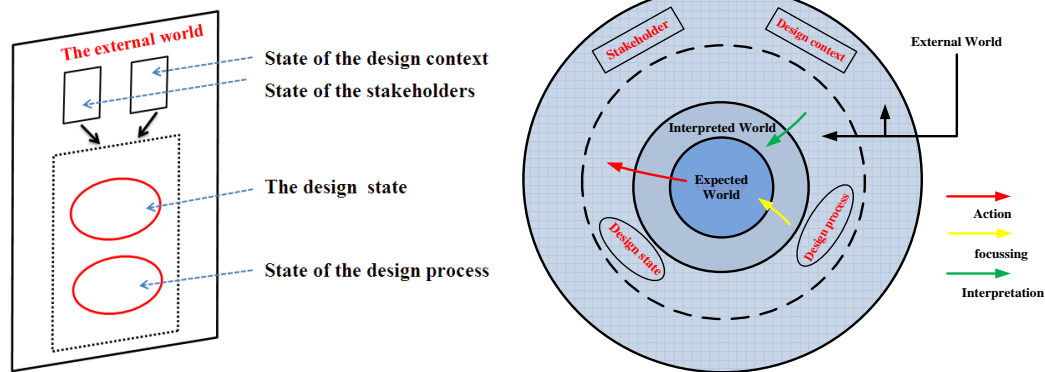 The external world
State of the design context
State of the stakeholders
The design state
State of the design process
Stakeholder
Design context
External World
Interpreted World
Expected
World
Design state
Design process
Action
focussing
Interpretation